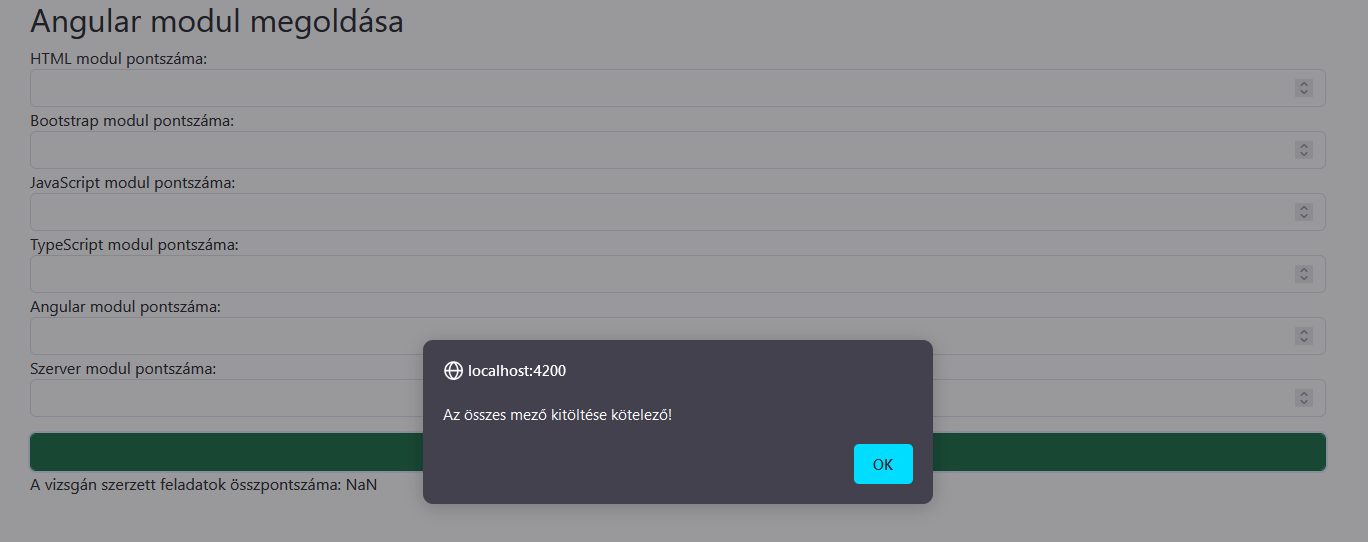 Angular modul megoldása
HTML modul pontszáma:
Bootstrap modul pontszáma:
JavaScript modul pontszáma:
TypeScript modul pontszáma:
Angular modul pontszáma:
Szerver modul pontszáma:
localhost:4200
Az összes mező kitöltése kötelező!
OK
A vizsgán szerzett feladatok összpontszáma: NaN